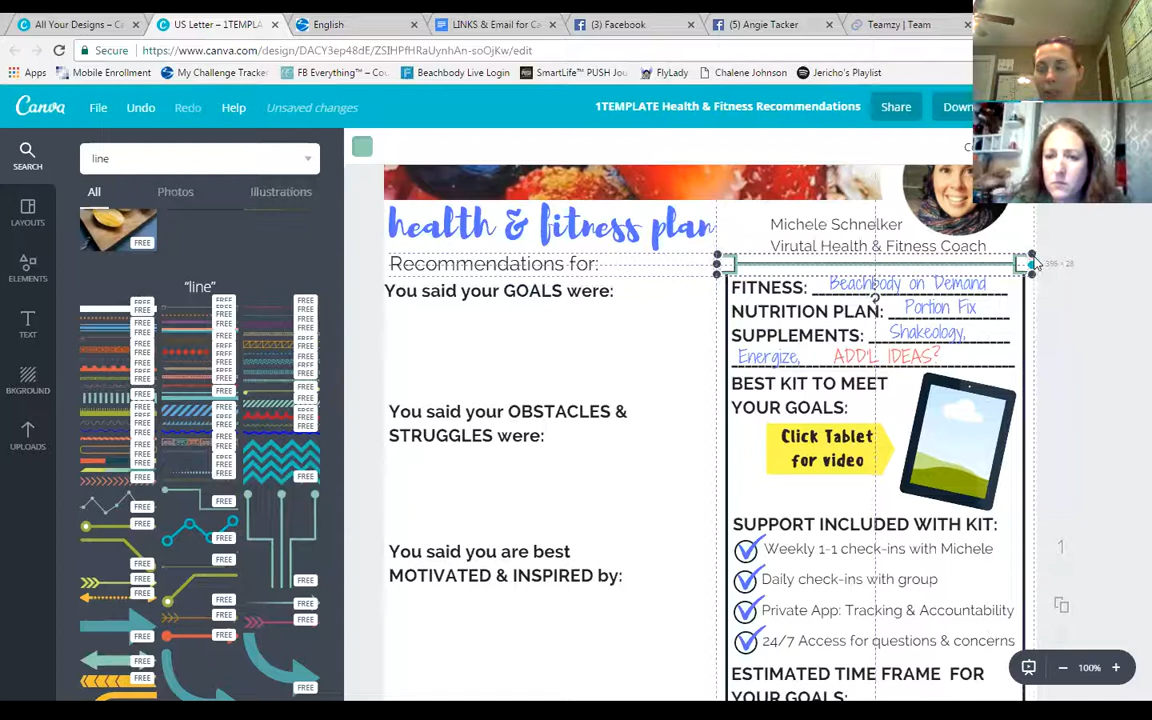 All Your Designs – Ca
US Letter – 1TEMPLA
English
LINKS & Email for Ca
(3) Facebook
(5) Angie Tacker
Teamzy | Team
Secure
https://www.canva.com/design/DACY3ep48dE/ZSIHPfHRaUynhAn-soOjKw/edit
Apps
Mobile Enrollment
My Challenge Tracke
FB Everything™ – Co
Beachbody Live Login
SmartLife™ PUSH Jou
FlyLady
Chalene Johnson
Jericho's Playlist
Canva
File
Undo
Redo
Help
Unsaved changes
1TEMPLATE Health & Fitness Recommendations
Share
Down
SEARCH
line
All
Photos
Illustrations
LAYOUTS
ELEMENTS
TEXT
BKGROUND
UPLOADS
FREE
"line"
health & fitness plan
Michele Schnelker
Virutal Health & Fitness Coach
Recommendations for:
You said your GOALS were:
You said your OBSTACLES &
STRUGGLES were:
You said you are best
MOTIVATED & INSPIRED by:
FITNESS: Beachbody on Demand
NUTRITION PLAN: Portion Fix
SUPPLEMENTS: Shakeology,
Energize, ADD'L IDEAS?
BEST KIT TO MEET
YOUR GOALS:
Click Tablet
for video
SUPPORT INCLUDED WITH KIT:
Weekly 1-1 check-ins with Michele
Daily check-ins with group
Private App: Tracking & Accountability
24/7 Access for questions & concerns
ESTIMATED TIME FRAME FOR
YOUR GOALS:
1
100%